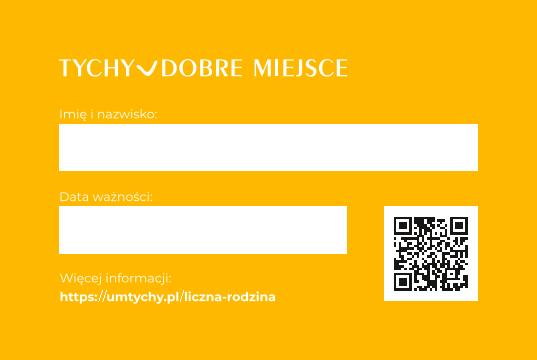 TYCHY DOBRE MIEJSCE
Imię i nazwisko:
Data ważności:
Więcej informacji:
https://umtychy.pl/liczna-rodzina